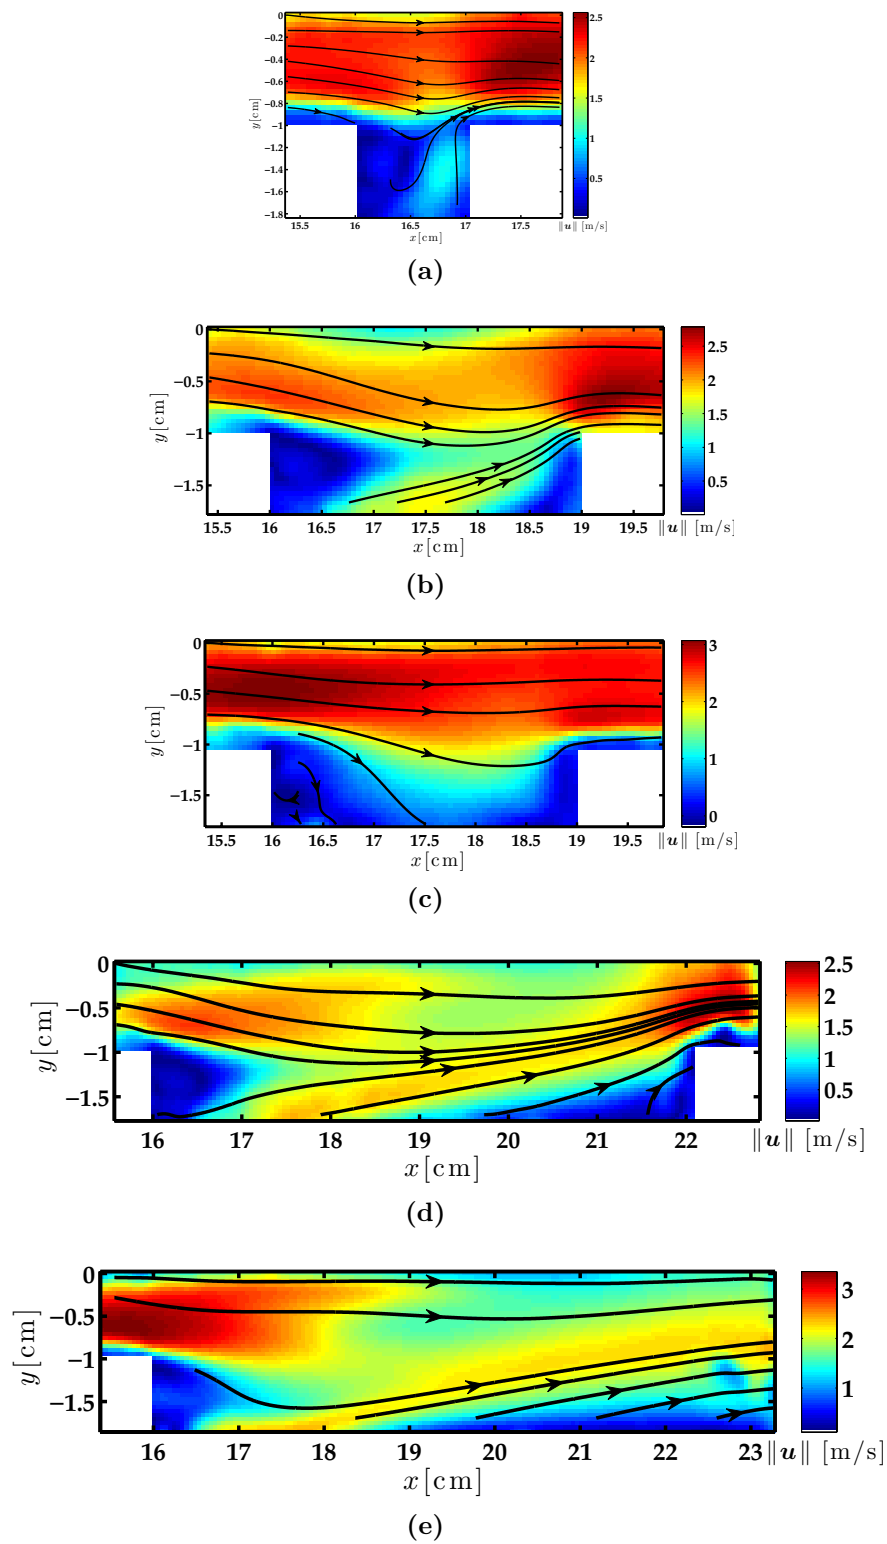 0
−0.2
−0.4
−0.6
−0.8
−1
−1.2
−1.4
−1.6
−1.8
y[cm]
15.5 16 16.5 17 17.5
x[cm]
2.5
2
1.5
1
0.5
‖u‖ [m/s]
(a)
0
−0.5
−1
−1.5
y[cm]
15.5 16 16.5 17 17.5 18 18.5 19 19.5
x[cm]
2.5
2
1.5
1
0.5
‖u‖ [m/s]
(b)
0
−0.5
−1
−1.5
y[cm]
15.5 16 16.5 17 17.5 18 18.5 19 19.5
x[cm]
3
2
1
0
‖u‖ [m/s]
(c)
0
−0.5
−1
−1.5
y[cm]
16 17 18 19 20 21 22
x[cm]
2.5
2
1.5
1
0.5
‖u‖ [m/s]
(d)
0
−0.5
−1
−1.5
y[cm]
16 17 18 19 20 21 22 23
x[cm]
3
2
1
‖u‖ [m/s]
(e)